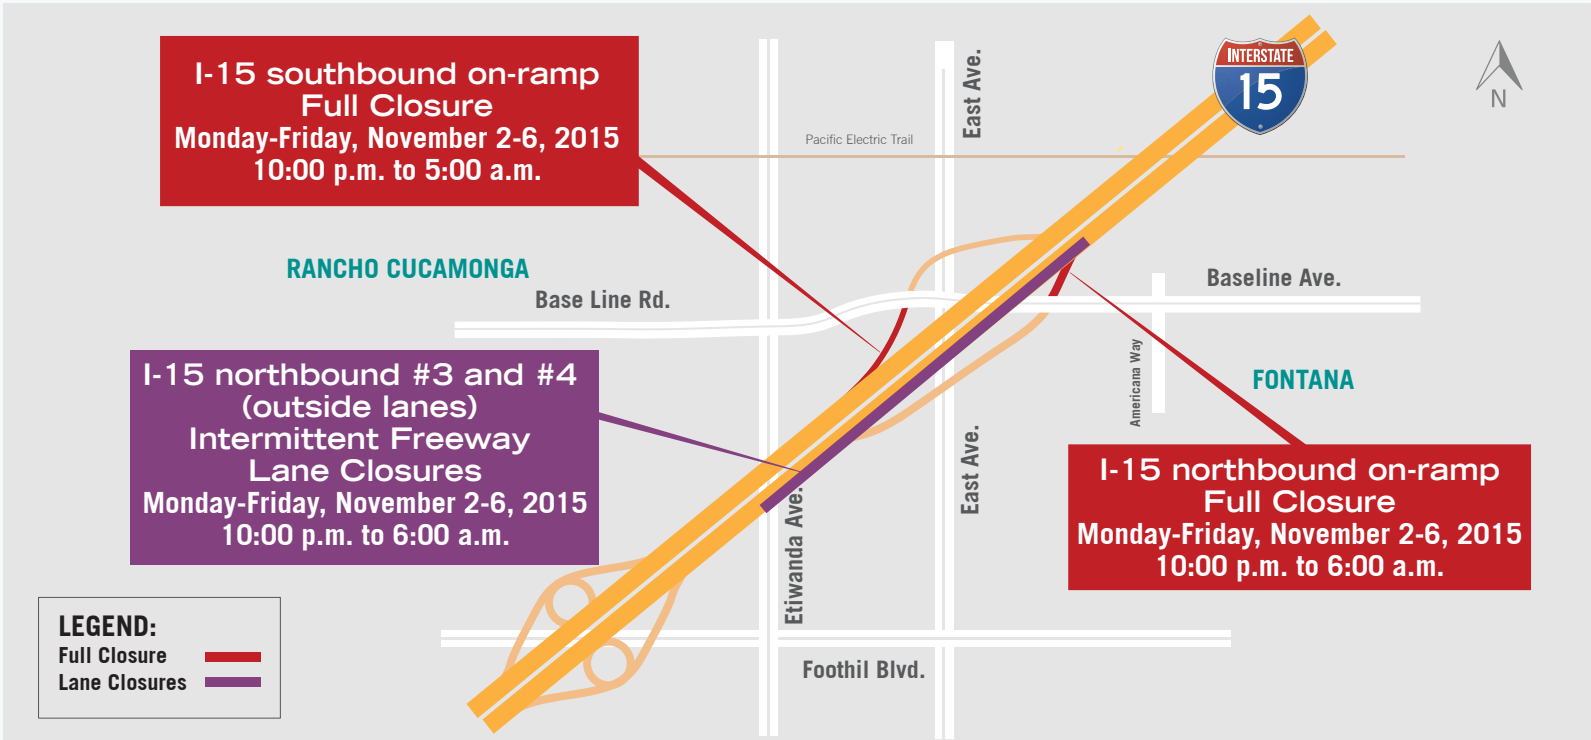 I-15 southbound on-ramp
Full Closure
Monday-Friday, November 2-6, 2015
10:00 p.m. to 5:00 a.m.
East Ave.
INTERSTATE
15
N
Pacific Electric Trail
RANCHO CUCAMONGA
Base Line Rd.
Baseline Ave.
I-15 northbound #3 and #4
(outside lanes)
Intermittent Freeway
Lane Closures
Monday-Friday, November 2-6, 2015
10:00 p.m. to 6:00 a.m.
Americana Way
FONTANA
East Ave.
I-15 northbound on-ramp
Full Closure
Monday-Friday, November 2-6, 2015
10:00 p.m. to 6:00 a.m.
Etiwanda Ave.
LEGEND:
Full Closure
Lane Closures
Foothil Blvd.